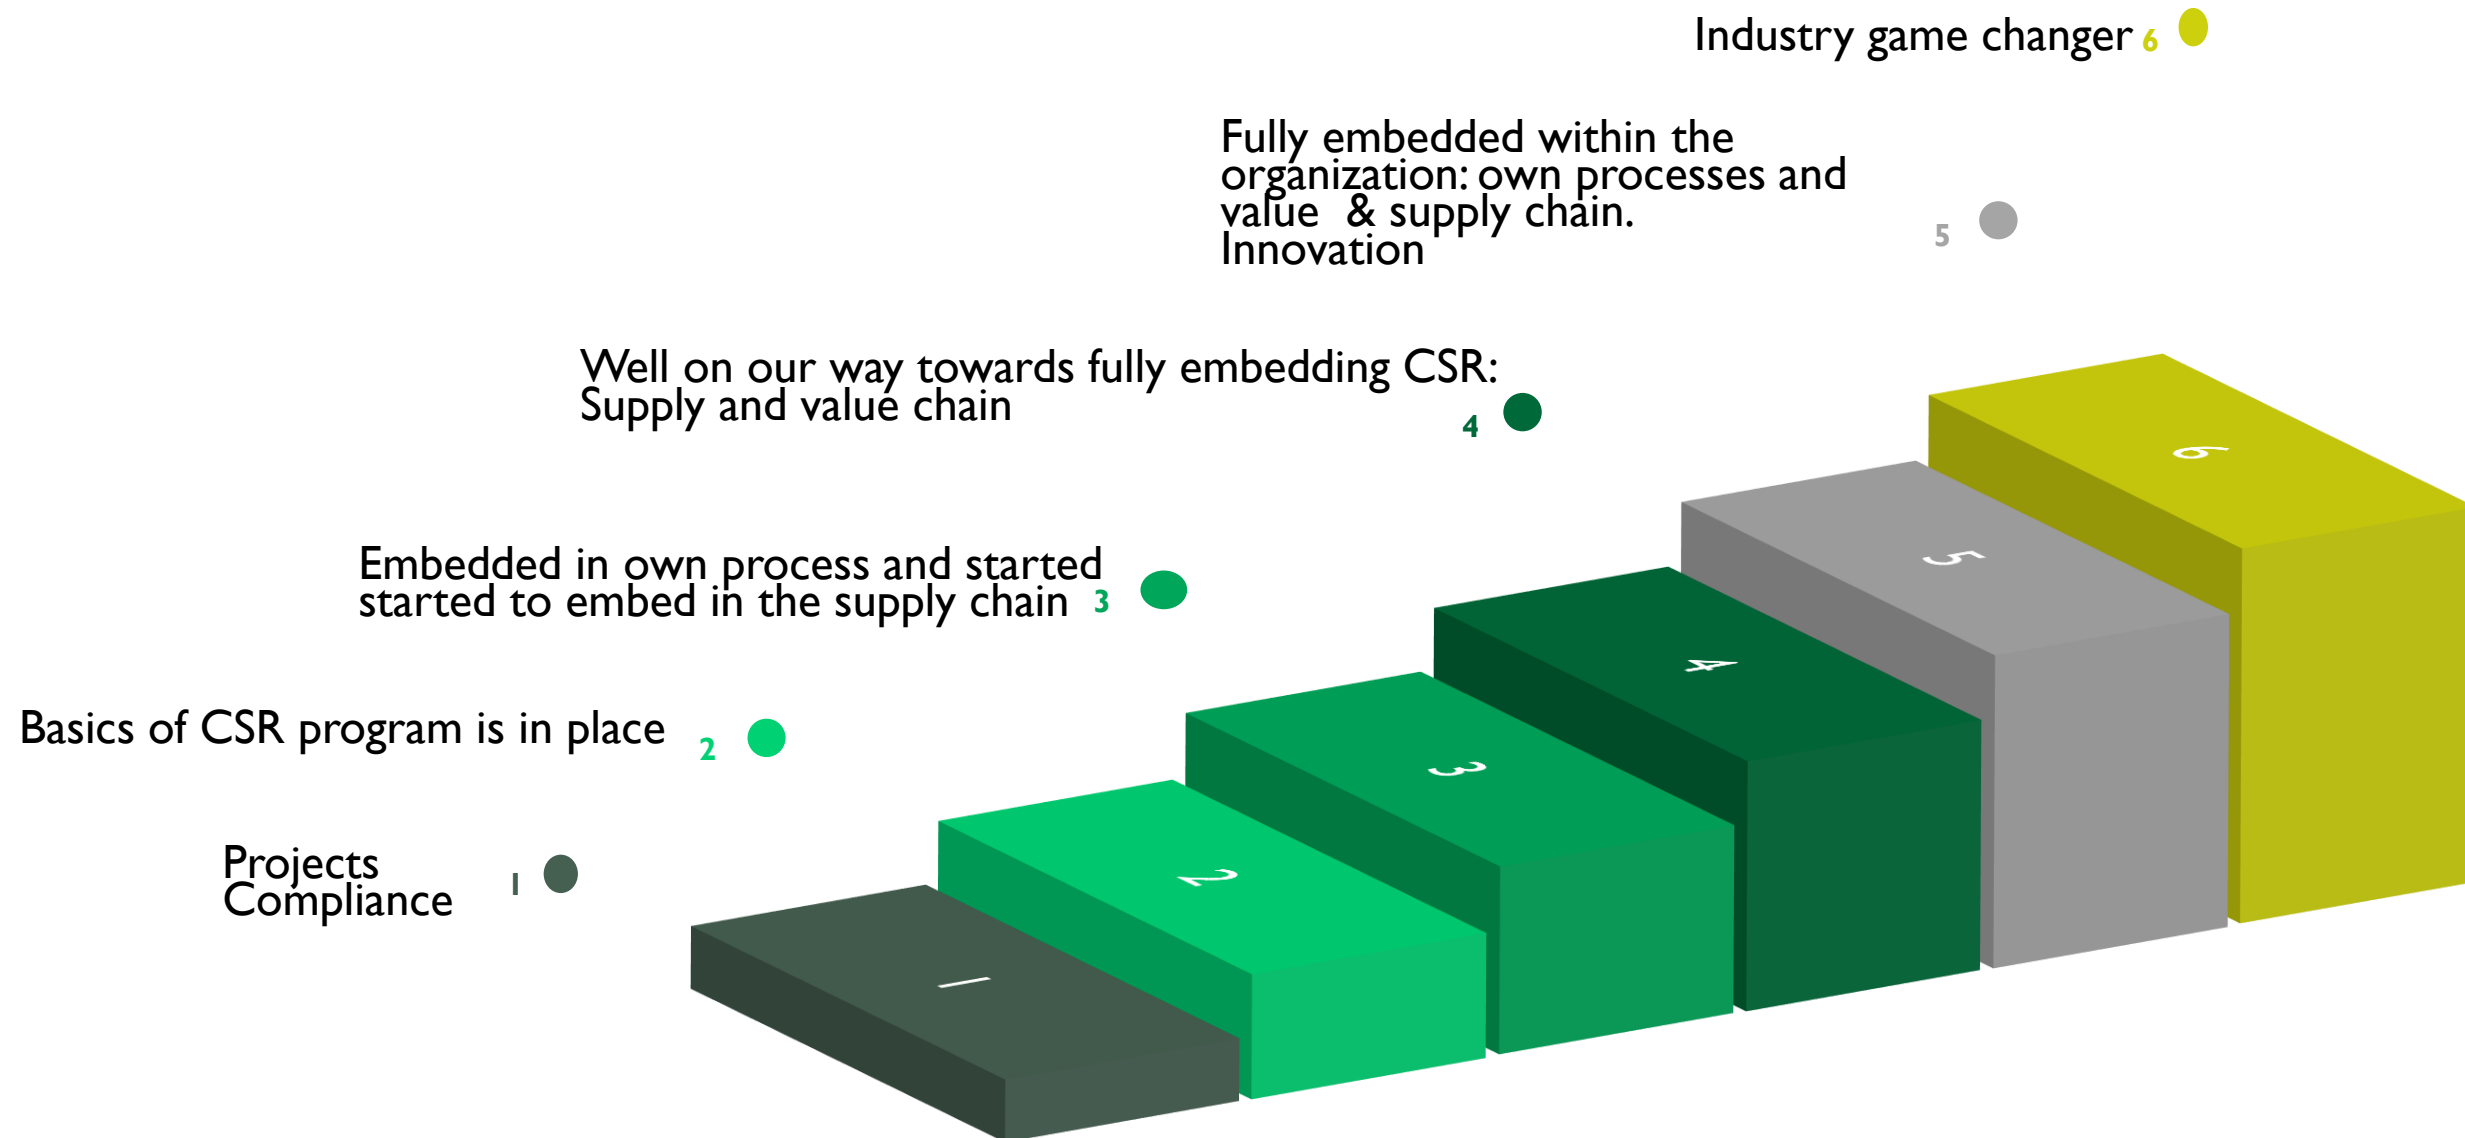 Industry game changer 6
Fully embedded within the
organization: own processes and
value & supply chain.
Innovation
5
Well on our way towards fully embedding CSR:
Supply and value chain
4
Embedded in own process and started
started to embed in the supply chain 3
Basics of CSR program is in place 2
Projects
Compliance
1
6
5
4
3
2
1